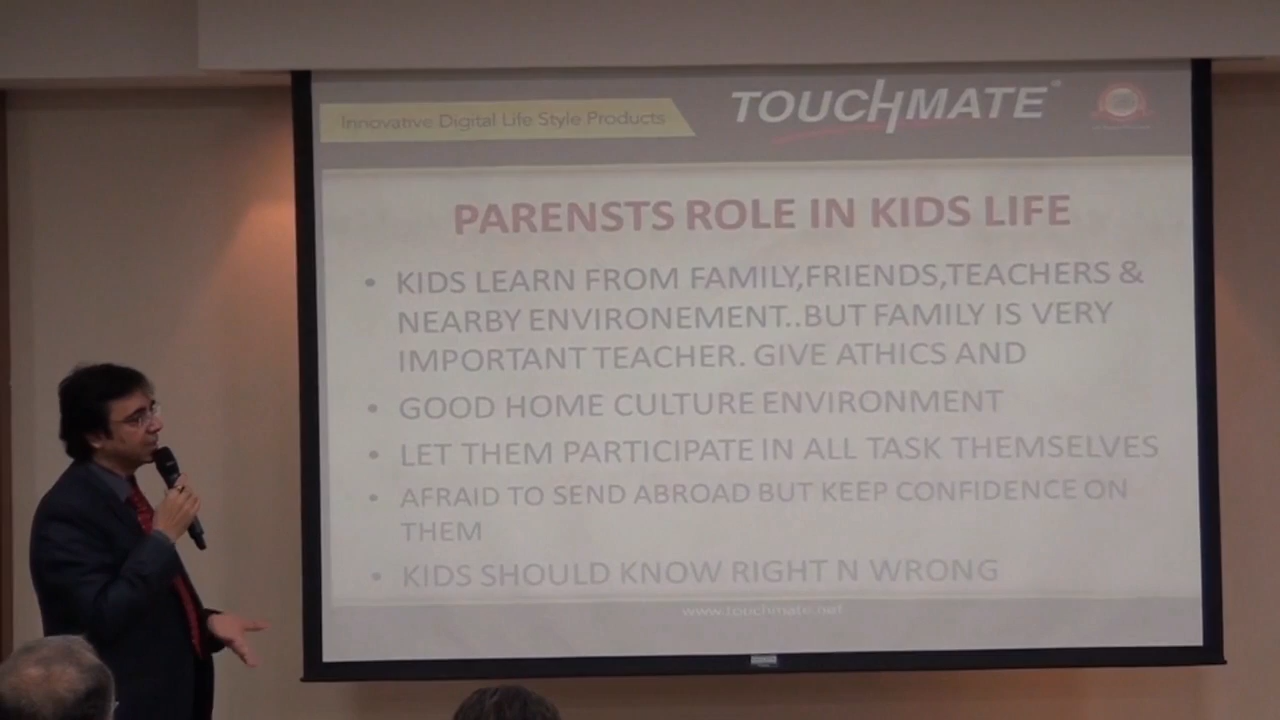 Innovative Digital Life Style Products
TOUCHMATE
PARENSTS ROLE IN KIDS LIFE
• KIDS LEARN FROM FAMILY,FRIENDS,TEACHERS &
NEARBY ENVIRONEMENT..BUT FAMILY IS VERY
IMPORTANT TEACHER. GIVE ATHICS AND
• GOOD HOME CULTURE ENVIRONMENT
• LET THEM PARTICIPATE IN ALL TASK THEMSELVES
• AFRAID TO SEND ABROAD BUT KEEP CONFIDENCE ON
THEM
• KIDS SHOULD KNOW RIGHT N WRONG
www.touchmate.net